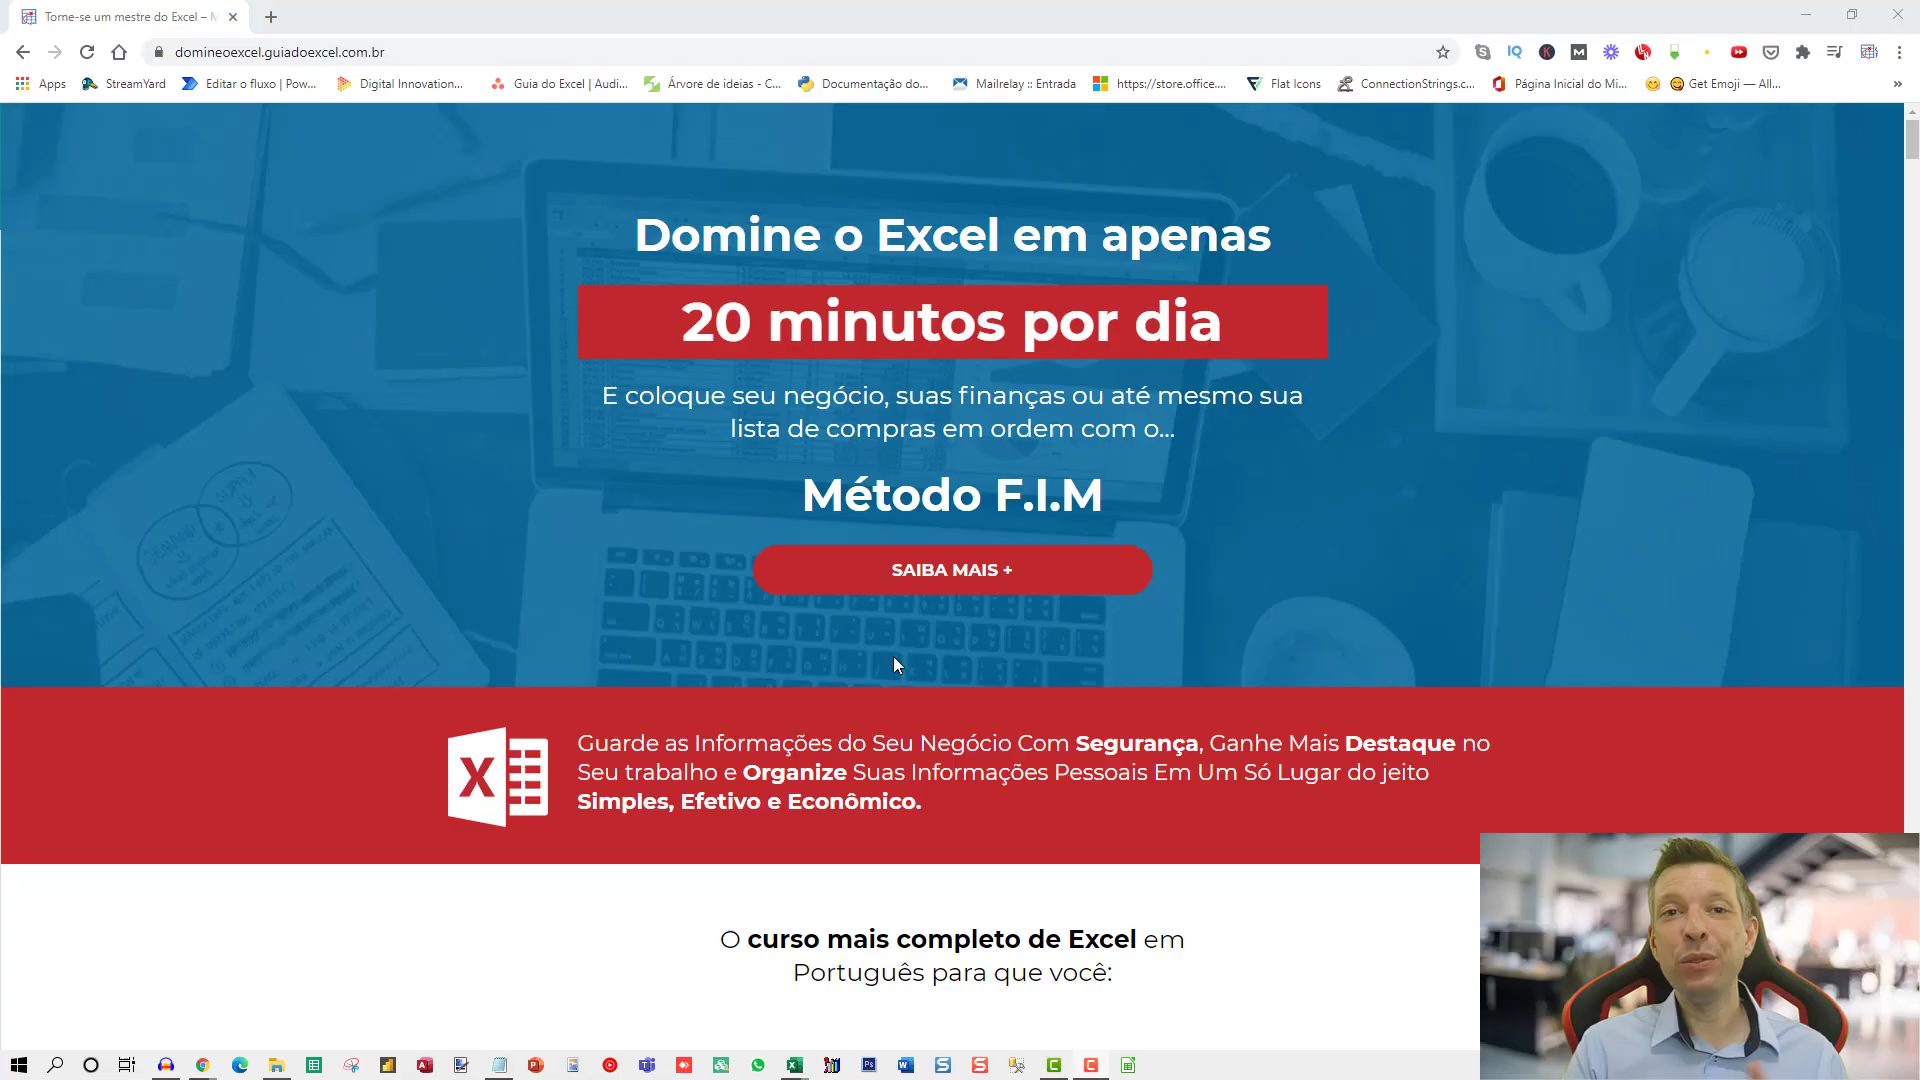 Torne-se um mestre do Excel – M
domineoexcel.guiadoexcel.com.br
Apps
StreamYard
Editar o fluxo | Pow...
Digital Innovation...
Guia do Excel | Audi...
Árvore de ideias - C...
Documentação do...
Mailrelay :: Entrada
https://store.office....
Flat Icons
ConnectionStrings.c...
Página Inicial do Mi...
Get Emoji — All...
Domine o Excel em apenas
20 minutos por dia
E coloque seu negócio, suas finanças ou até mesmo sua
lista de compras em ordem com o...
Método F.I.M
SAIBA MAIS +
Guarde as Informações do Seu Negócio Com Segurança, Ganhe Mais Destaque no
Seu trabalho e Organize Suas Informações Pessoais Em Um Só Lugar do jeito
Simples, Efetivo e Econômico.
O curso mais completo de Excel em
Português para que você: